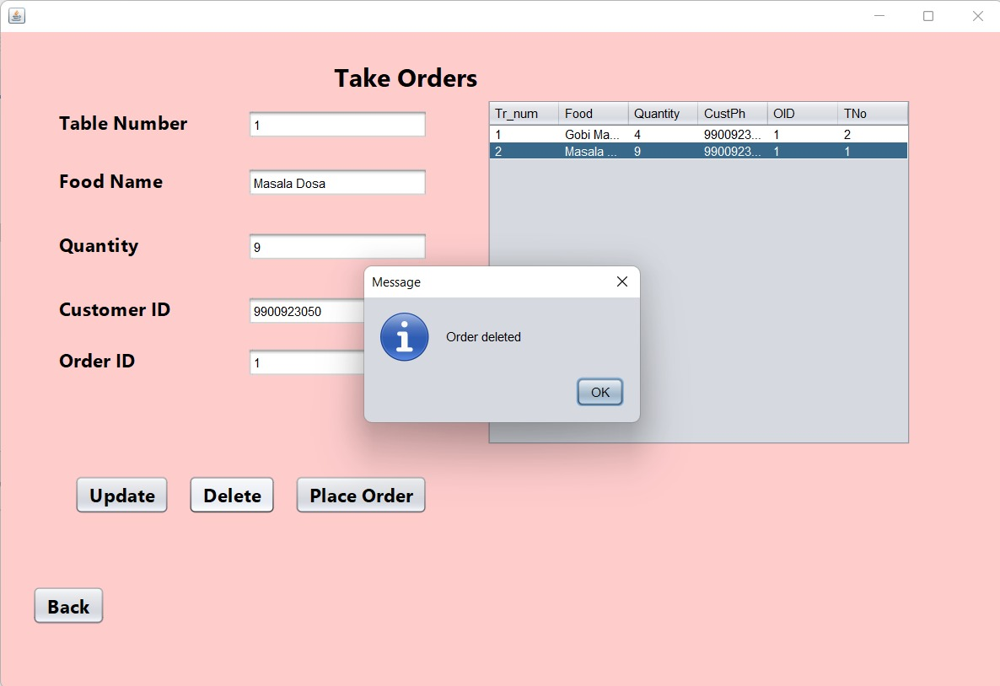 Take Orders
Table Number 1
Food Name Masala Dosa
Quantity 9
Customer ID 9900923050
Order ID 1
Tr_num Food Quantity CustPh OID TNo
1 Gobi Ma... 4 9900923... 1 2
2 Masala ... 9 9900923... 1 1
Message
Order deleted
OK
Update Delete Place Order
Back